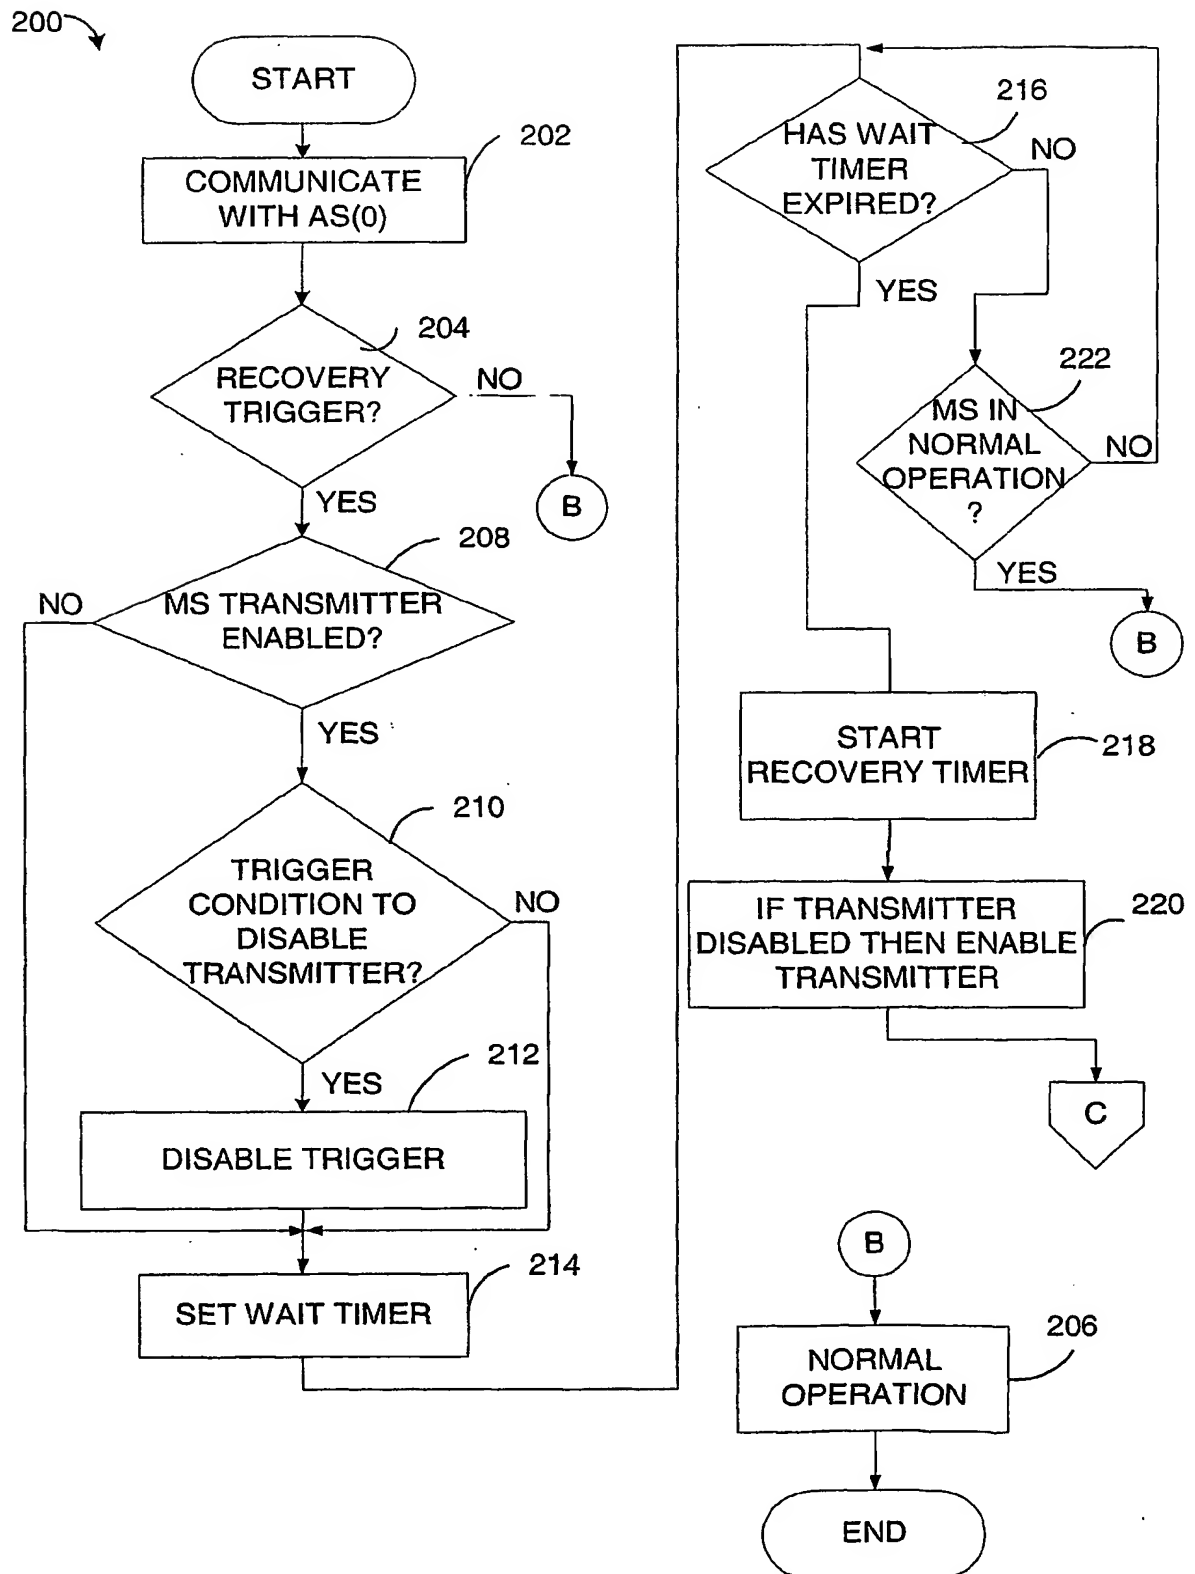 200
START
202
COMMUNICATE
WITH AS(0)
204
RECOVERY
TRIGGER?
NO
B
YES
208
NO
MS TRANSMITTER
ENABLED?
YES
210
TRIGGER
CONDITION TO
DISABLE
TRANSMITTER?
NO
212
YES
DISABLE TRIGGER
214
SET WAIT TIMER
216
HAS WAIT
TIMER
EXPIRED?
NO
YES
222
MS IN
NORMAL
OPERATION
?
NO
YES
B
START
RECOVERY TIMER
218
IF TRANSMITTER
DISABLED THEN ENABLE
TRANSMITTER
220
C
B
206
NORMAL
OPERATION
END